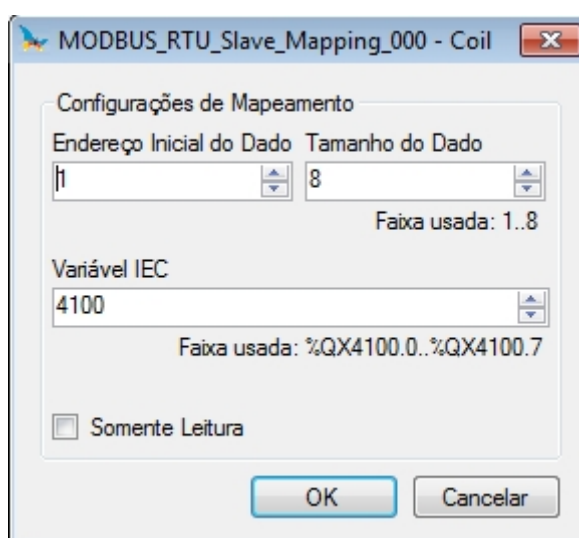 MODBUS_RTU_Slave_Mapping_000 - Coil
Configurações de Mapeamento
Endereço Inicial do Dado Tamanho do Dado
1 8
Faixa usada: 1..8
Variável IEC
4100
Faixa usada: %QX4100.0..%QX4100.7
Somente Leitura
OK Cancelar